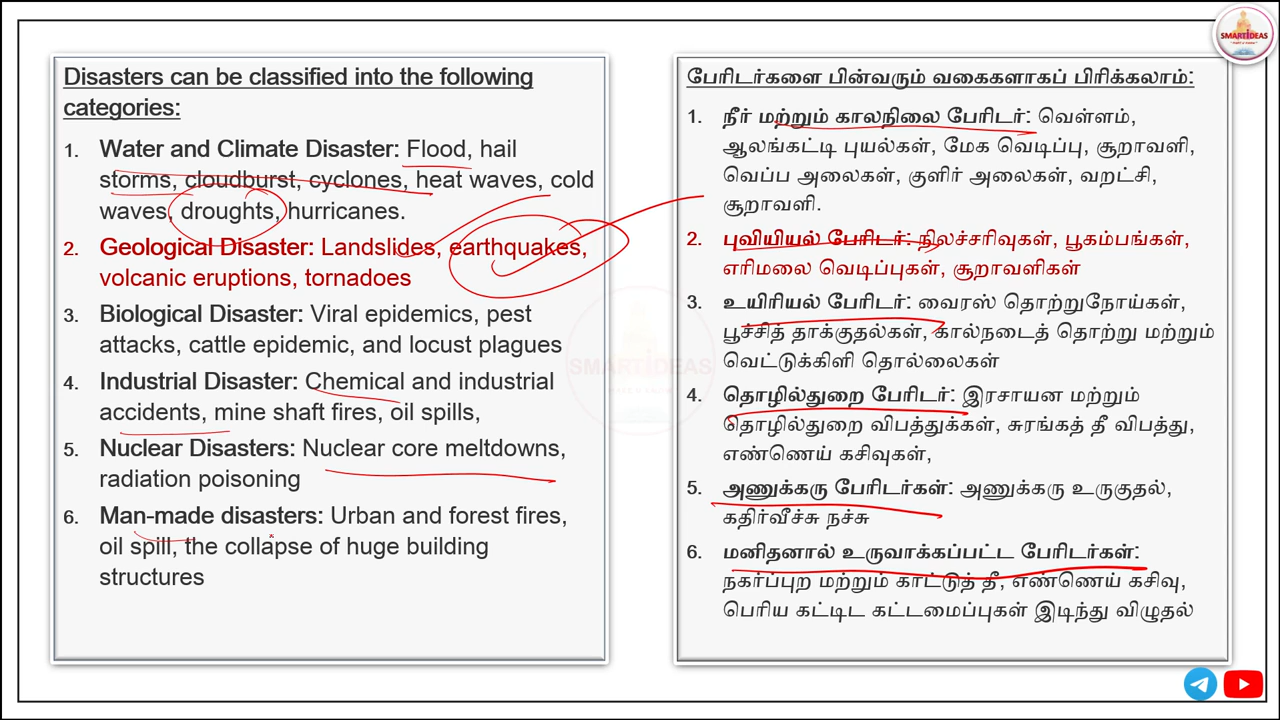 SMARTIDEAS
Disasters can be classified into the following
categories:
1. Water and Climate Disaster: Flood, hail
storms, cloudburst, cyclones, heat waves, cold
waves, droughts, hurricanes.
2. Geological Disaster: Landslides, earthquakes,
volcanic eruptions, tornadoes
3. Biological Disaster: Viral epidemics, pest
attacks, cattle epidemic, and locust plagues
4. Industrial Disaster: Chemical and industrial
accidents, mine shaft fires, oil spills,
5. Nuclear Disasters: Nuclear core meltdowns,
radiation poisoning
6. Man-made disasters: Urban and forest fires,
oil spill, the collapse of huge building
structures
பேரிடர்களை பின்வரும் வகைகளாகப் பிரிக்கலாம்:
1. நீர் மற்றும் காலநிலை பேரிடர்: வெள்ளம்,
ஆலங்கட்டி புயல்கள், மேக வெடிப்பு, சூறாவளி,
வெப்ப அலைகள், குளிர் அலைகள், வறட்சி,
சூறாவளி.
2. புவியியல் பேரிடர்: நிலச்சரிவுகள், பூகம்பங்கள்,
எரிமலை வெடிப்புகள், சூறாவளிகள்
3. உயிரியல் பேரிடர்: வைரஸ் தொற்றுநோய்கள்,
பூச்சித் தாக்குதல்கள், கால்நடைத் தொற்று மற்றும்
வெட்டுக்கிளி தொல்லைகள்
4. தொழில்துறை பேரிடர்: இரசாயன மற்றும்
தொழில்துறை விபத்துக்கள், சுரங்கத் தீ விபத்து,
எண்ணெய் கசிவுகள்,
5. அணுக்கரு பேரிடர்கள்: அணுக்கரு உருகுதல்,
கதிர்வீச்சு நச்சு
6. மனிதனால் உருவாக்கப்பட்ட பேரிடர்கள்:
நகர்ப்புற மற்றும் காட்டுத் தீ, எண்ணெய் கசிவு,
பெரிய கட்டிட கட்டமைப்புகள் இடிந்து விழுதல்
SMARTIDEAS